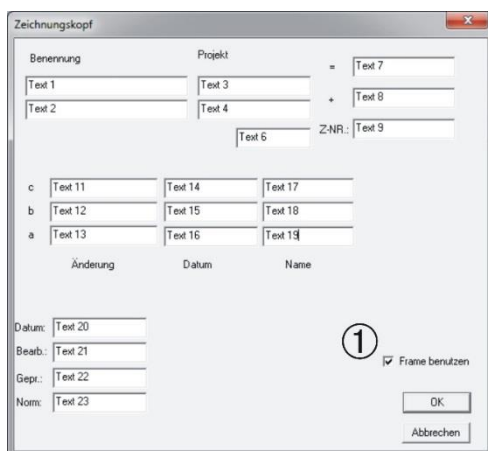 Zeichnungskopf
Benennung Projekt
= Text 7
Text 1 Text 3
+ Text 8
Text 2 Text 4
Z-NR.: Text 9
Text 6
c Text 11 Text 14 Text 17
b Text 12 Text 15 Text 18
a Text 13 Text 16 Text 19
Änderung Datum Name
Datum: Text 20
Bearb.: Text 21
Gepr.: Text 22
Norm: Text 23
1
Frame benutzen
OK
Abbrechen